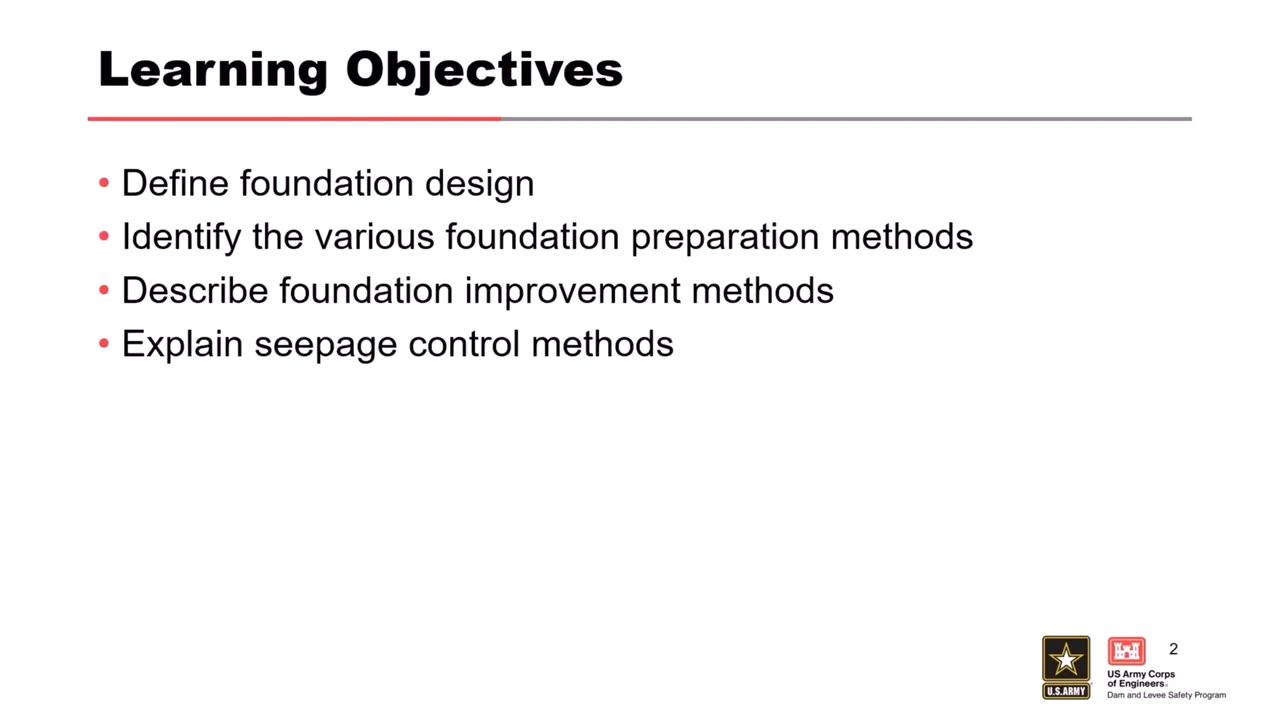 Learning Objectives
• Define foundation design
• Identify the various foundation preparation methods
• Describe foundation improvement methods
• Explain seepage control methods
2
U.S.ARMY
US Army Corps
of Engineers.
Dam and Levee Safety Program